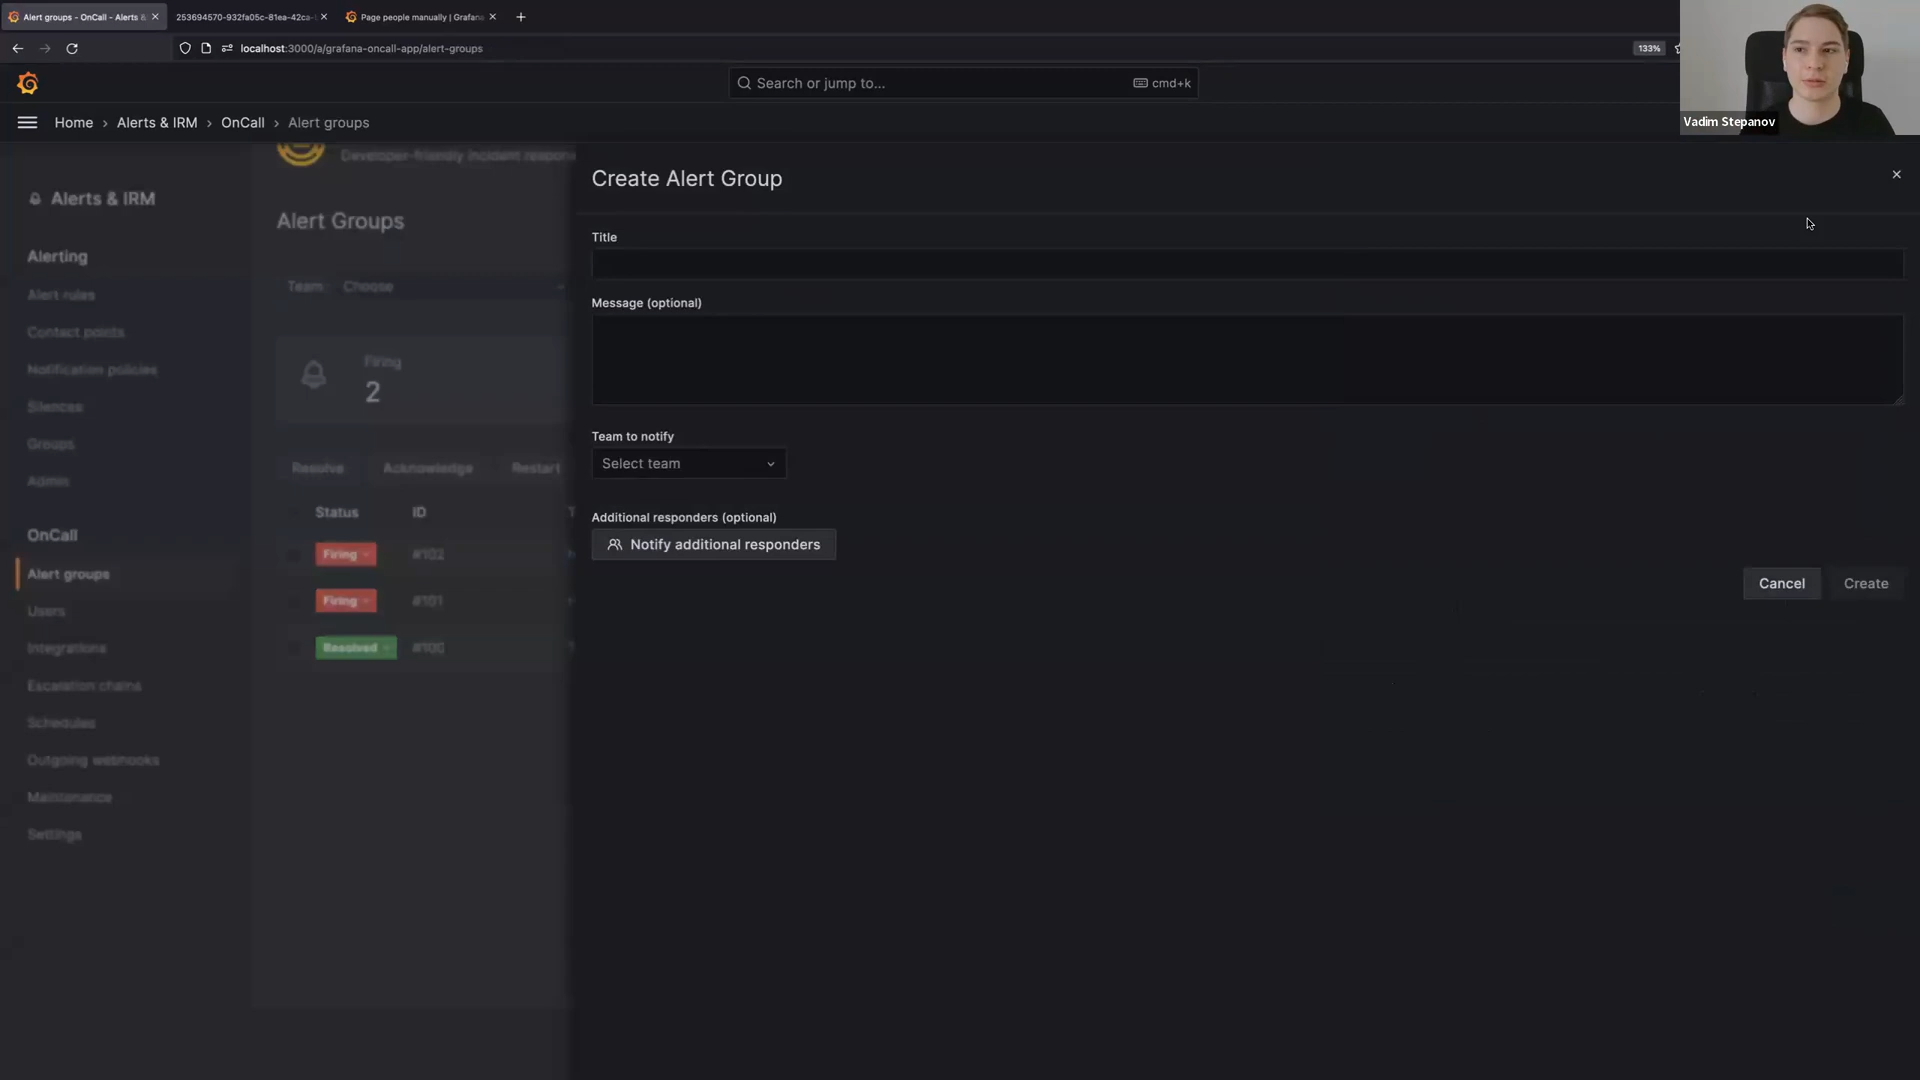 Alert groups - OnCall - Alerts &
253694570-932fa05c-81ea-42ca-
Page people manually | Grafana
localhost:3000/a/grafana-oncall-app/alert-groups
133%
Search or jump to...
cmd+k
Home › Alerts & IRM › OnCall › Alert groups
Vadim Stepanov
Alerts & IRM
Alerting
Alert rules
Contact points
Notification policies
Silences
Groups
Admin
OnCall
Alert groups
Users
Integrations
Escalation chains
Schedules
Outgoing webhooks
Maintenance
Settings
Developer-friendly incident respons
Alert Groups
Team Choose
Firing
2
Resolve Acknowledge Restart
Status ID T
Firing #102
Firing #101
Resolved #100
Create Alert Group
Title
Message (optional)
Team to notify
Select team
Additional responders (optional)
Notify additional responders
Cancel Create